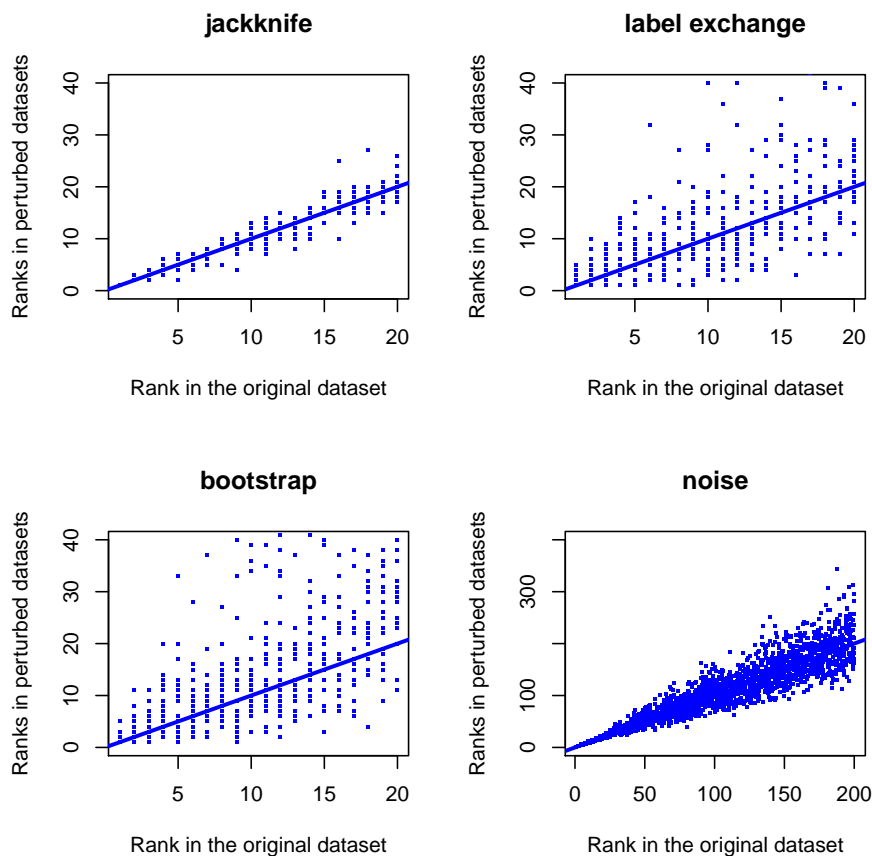 jackknife
Ranks in perturbed datasets
40
30
20
10
0
5
10
15
20
Rank in the original dataset
label exchange
Ranks in perturbed datasets
40
30
20
10
0
5
10
15
20
Rank in the original dataset
bootstrap
Ranks in perturbed datasets
40
30
20
10
0
5
10
15
20
Rank in the original dataset
noise
Ranks in perturbed datasets
300
100
0
0
50
100
150
200
Rank in the original dataset